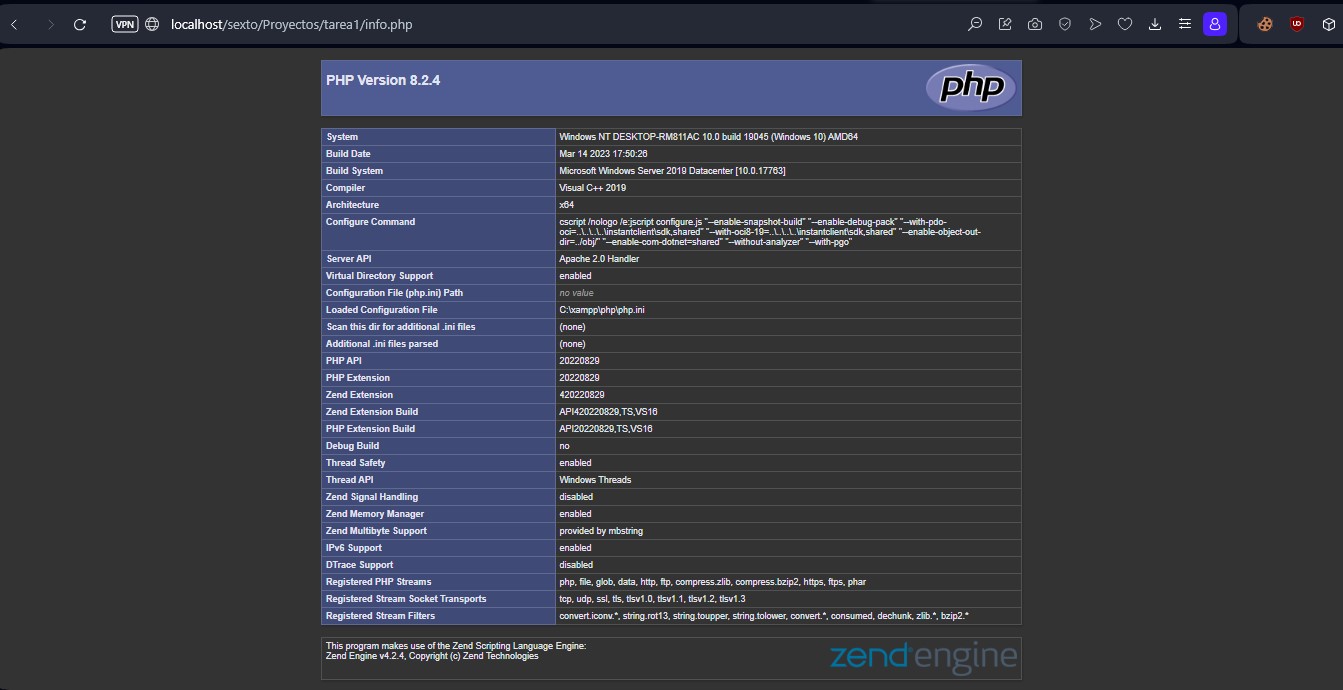 VPN localhost/sexto/Proyectos/tarea1/info.php
UD
PHP Version 8.2.4
php
System Windows NT DESKTOP-RM811AC 10.0 build 19045 (Windows 10) AMD64
Build Date Mar 14 2023 17:50:26
Build System Microsoft Windows Server 2019 Datacenter [10.0.17763]
Compiler Visual C++ 2019
Architecture x64
Configure Command cscript /nologo /e:jscript configure.js "--enable-snapshot-build" "--enable-debug-pack" "--with-pdo-
oci=..\..\..\..\instantclient\sdk,shared" "--with-oci8-19=..\..\..\..\instantclient\sdk,shared" "--enable-object-out-
dir=../obj/" "--enable-com-dotnet=shared" "--without-analyzer" "--with-pgo"
Server API Apache 2.0 Handler
Virtual Directory Support enabled
Configuration File (php.ini) Path no value
Loaded Configuration File C:\xampp\php\php.ini
Scan this dir for additional .ini files (none)
Additional .ini files parsed (none)
PHP API 20220829
PHP Extension 20220829
Zend Extension 420220829
Zend Extension Build API420220829,TS,VS16
PHP Extension Build API20220829,TS,VS16
Debug Build no
Thread Safety enabled
Thread API Windows Threads
Zend Signal Handling disabled
Zend Memory Manager enabled
Zend Multibyte Support provided by mbstring
IPv6 Support enabled
DTrace Support disabled
Registered PHP Streams php, file, glob, data, http, ftp, compress.zlib, compress.bzip2, https, ftps, phar
Registered Stream Socket Transports tcp, udp, ssl, tls, tlsv1.0, tlsv1.1, tlsv1.2, tlsv1.3
Registered Stream Filters convert.iconv.*, string.rot13, string.toupper, string.tolower, convert.*, consumed, dechunk, zlib.*, bzip2.*
This program makes use of the Zend Scripting Language Engine:
Zend Engine v4.2.4, Copyright (c) Zend Technologies
zend engine